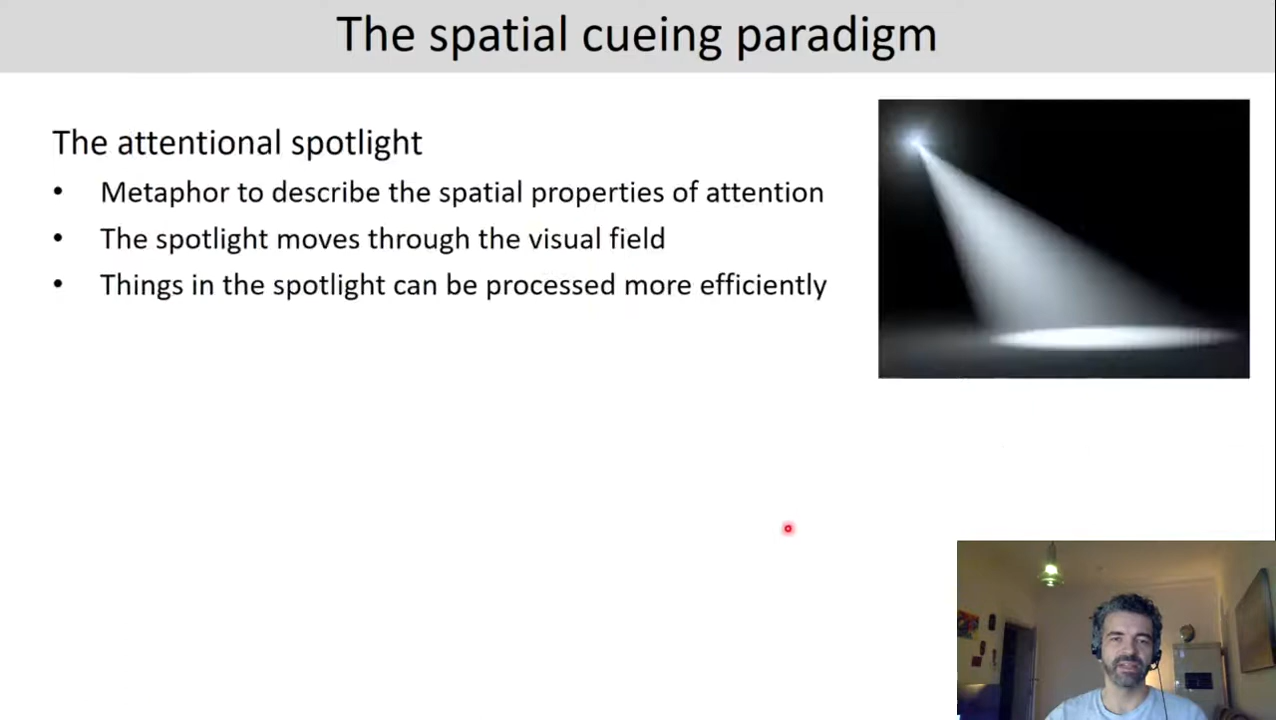 The spatial cueing paradigm
The attentional spotlight
• Metaphor to describe the spatial properties of attention
• The spotlight moves through the visual field
• Things in the spotlight can be processed more efficiently